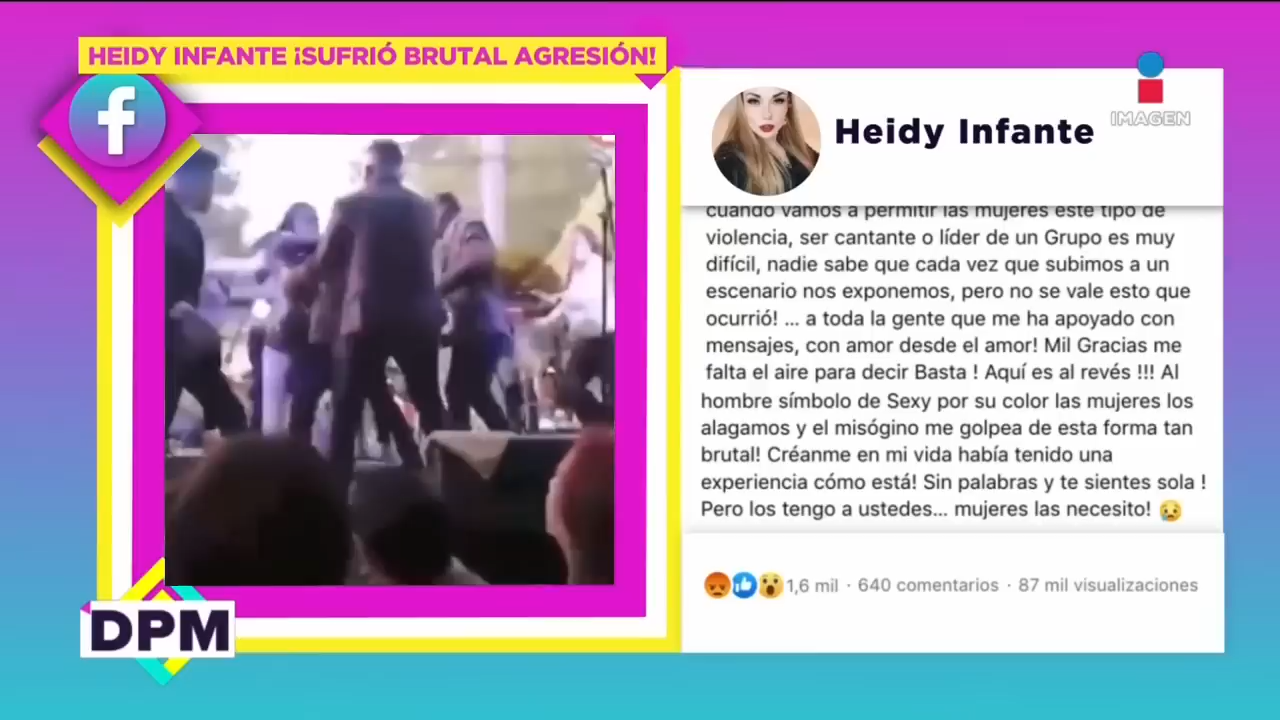 HEIDY INFANTE ¡SUFRIÓ BRUTAL AGRESIÓN!
f
IMAGEN
Heidy Infante
cuando vamos a permitir las mujeres este tipo de
violencia, ser cantante o líder de un Grupo es muy
difícil, nadie sabe que cada vez que subimos a un
escenario nos exponemos, pero no se vale esto que
ocurrió! ... a toda la gente que me ha apoyado con
mensajes, con amor desde el amor! Mil Gracias me
falta el aire para decir Basta ! Aquí es al revés !!! Al
hombre símbolo de Sexy por su color las mujeres los
alagamos y el misógino me golpea de esta forma tan
brutal! Créanme en mi vida había tenido una
experiencia cómo está! Sin palabras y te sientes sola !
Pero los tengo a ustedes... mujeres las necesito! 😢
1,6 mil · 640 comentarios · 87 mil visualizaciones
DPM